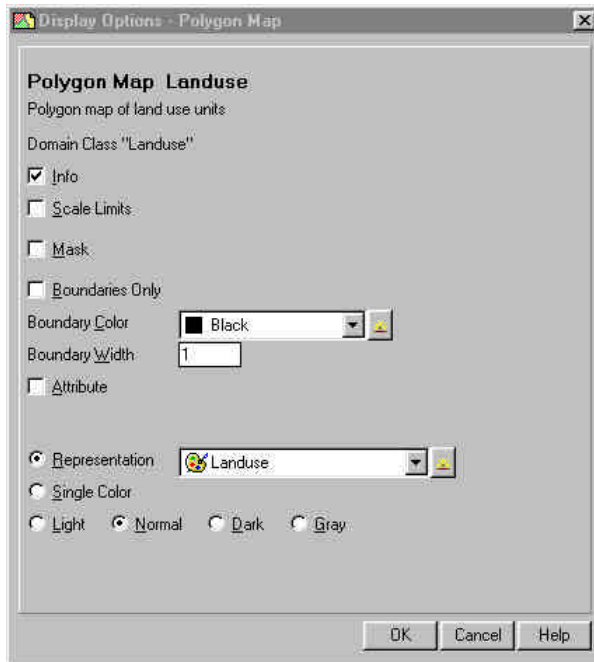 Display Options - Polygon Map
Polygon Map Landuse
Polygon map of land use units
Domain Class "Landuse"
Info
Scale Limits
Mask
Boundaries Only
Boundary Color Black
Boundary Width 1
Attribute
Representation Landuse
Single Color
Light Normal Dark Gray
OK Cancel Help